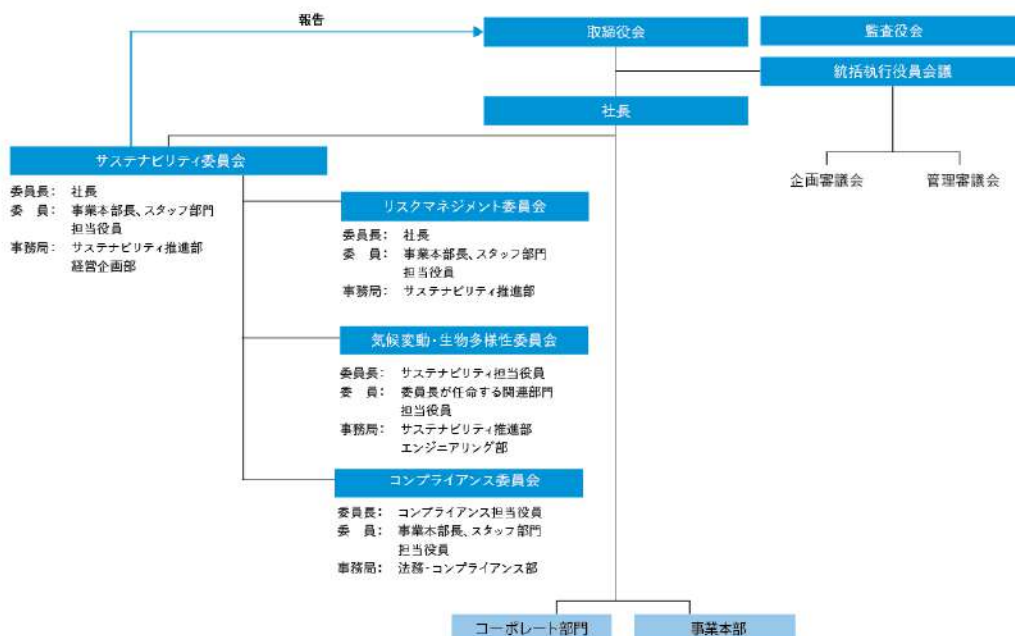 報告
取締役会
監査役会
統括執行役員会議
社長
企画審議会
管理審議会
サステナビリティ委員会
委員長： 社長
委　員： 事業本部長、スタッフ部門
担当役員
事務局： サステナビリティ推進部
経営企画部
リスクマネジメント委員会
委員長： 社長
委　員： 事業本部長、スタッフ部門
担当役員
事務局： サステナビリティ推進部
気候変動・生物多様性委員会
委員長： サステナビリティ担当役員
委　員： 委員長が任命する関連部門
担当役員
事務局： サステナビリティ推進部
エンジニアリング部
コンプライアンス委員会
委員長： コンプライアンス担当役員
委　員： 事業本部長、スタッフ部門
担当役員
事務局： 法務・コンプライアンス部
コーポレート部門
事業本部